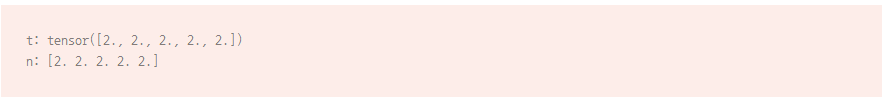 t: tensor([2., 2., 2., 2., 2.])
n: [2. 2. 2. 2. 2.]